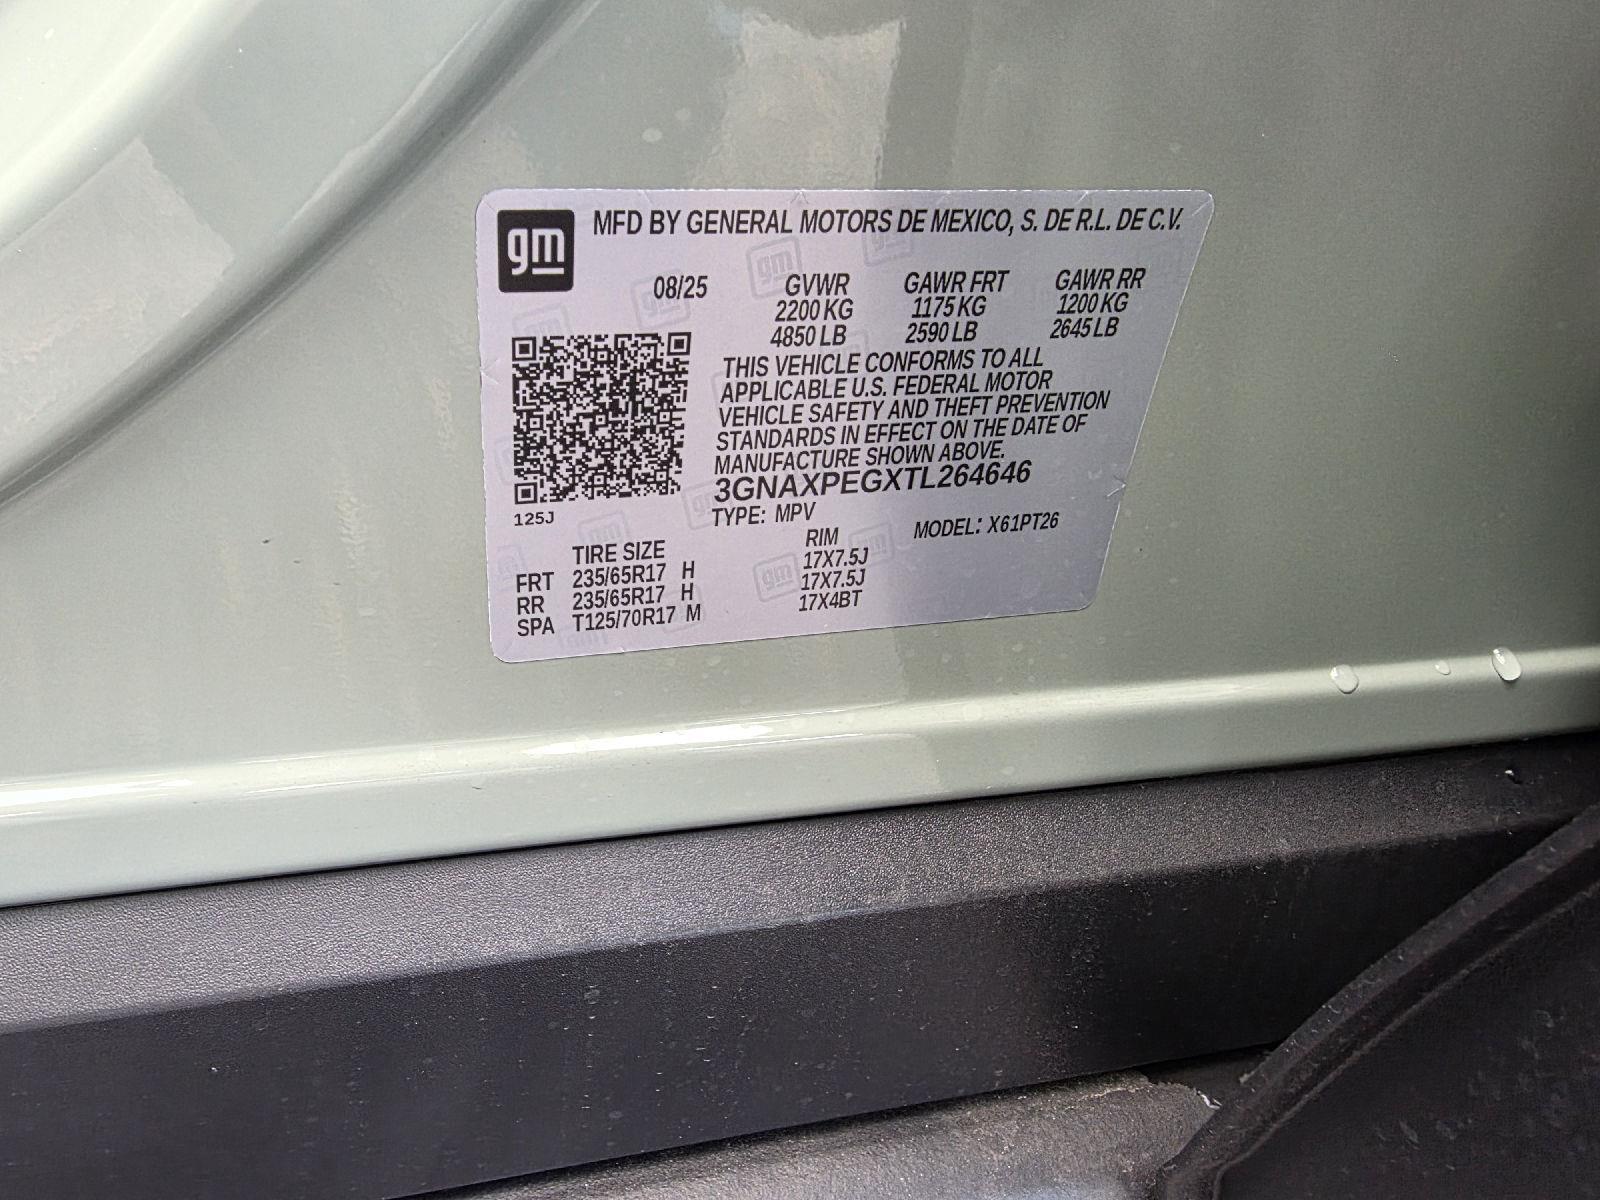 gm
MFD BY GENERAL MOTORS DE MEXICO, S. DE R.L. DE C.V.
08/25 GVWR GAWR FRT GAWR RR
2200 KG 1175 KG 1200 KG
4850 LB 2590 LB 2645 LB
THIS VEHICLE CONFORMS TO ALL
APPLICABLE U.S. FEDERAL MOTOR
VEHICLE SAFETY AND THEFT PREVENTION
STANDARDS IN EFFECT ON THE DATE OF
MANUFACTURE SHOWN ABOVE.
3GNAXPEGXTL264646
125J
TYPE: MPV MODEL: X61PT26
TIRE SIZE RIM
FRT 235/65R17 H 17X7.5J
RR 235/65R17 H 17X7.5J
SPA T125/70R17 M 17X4BT